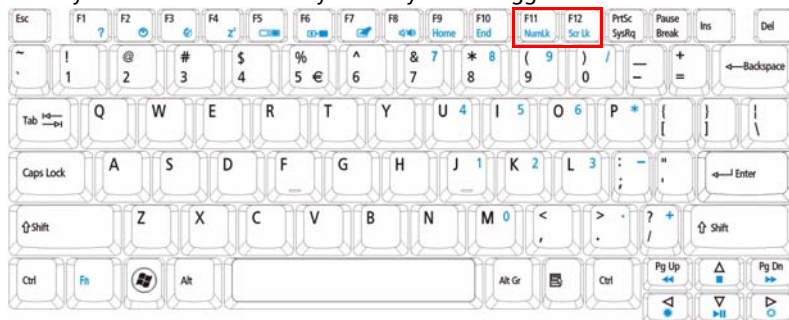 Esc F1 ? F2 F3 F4 Zz F5 F6 F7 F8 F9 Home F10 End F11 NumLk F12 Scr Lk PrtSc SysRq Pause Break Ins Del
~ ` ! 1 @ 2 # 3 $ 4 % 5 € ^ 6 & 7 7 * 8 8 ( 9 9 ) / 0 _ - + = Backspace
Tab Q W E R T Y U 4 I 5 O 6 P * { [ } ] | \
Caps Lock A S D F G H J 1 K 2 L 3 : - ; " ' Enter
Shift Z X C V B N M 0 < , > . . ? + / Shift
Ctrl Fn Alt Alt Gr Ctrl Pg Up Pg Dn